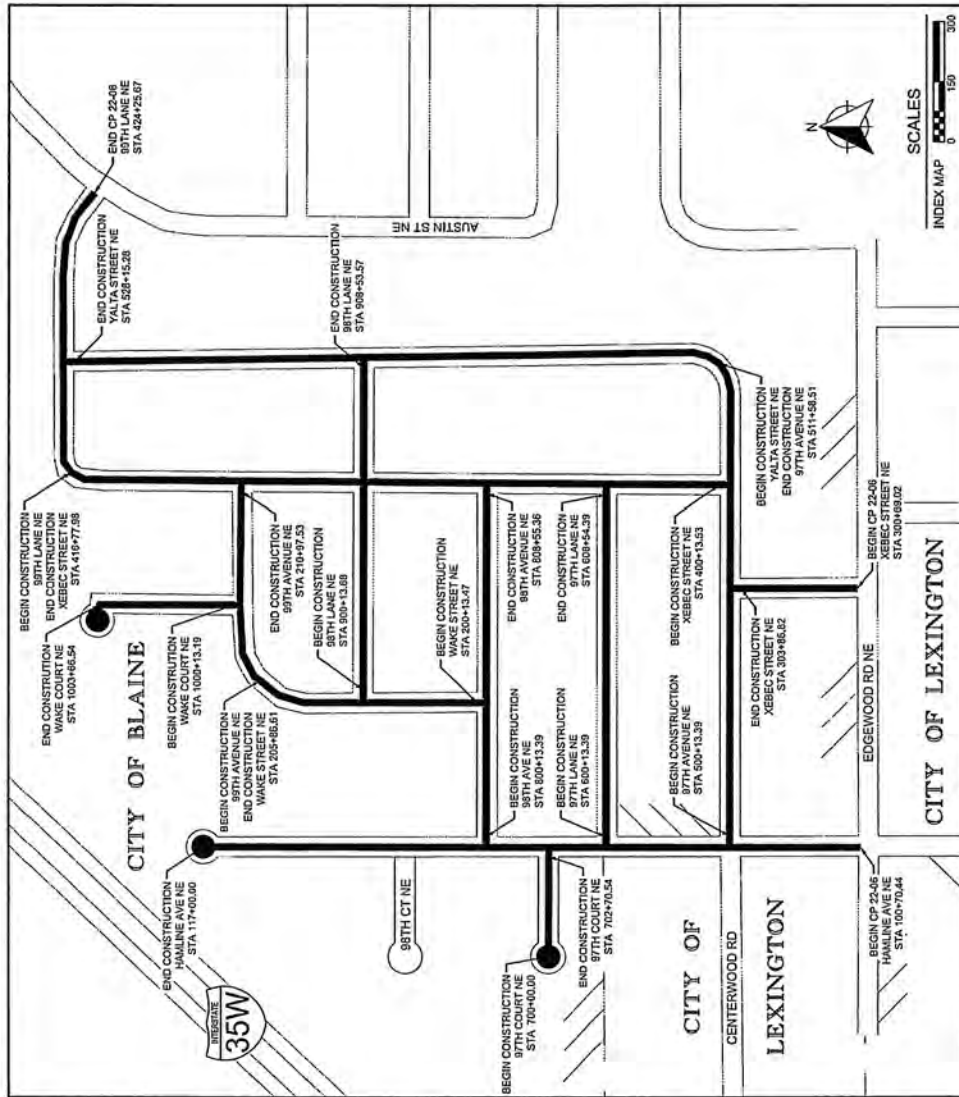 INTERSTATE
35W
END CONSTRUCTION
HAMLINE AVE NE
STA 117+00.00
CITY OF BLAINE
END CONSTRUTION
WAKE COURT NE
STA 1003+66.54
BEGIN CONSTRUTION
WAKE COURT NE
STA 1000+13.19
BEGIN CONSTRUCTION
99TH LANE NE
END CONSTRUCTION
XEBEC STREET NE
STA 416+77.98
END CP 22-06
99TH LANE NE
STA 424+25.67
END CONSTRUCTION
YALTA STREET NE
STA 528+15.28
BEGIN CONSTRUCTION
99TH AVENUE NE
END CONSTRUCTION
WAKE STREET NE
STA 205+86.61
END CONSTRUCTION
99TH AVENUE NE
STA 210+97.53
BEGIN CONSTRUCTION
98TH LANE NE
STA 900+13.69
END CONSTRUCTION
98TH LANE NE
STA 908+53.57
AUSTIN ST NE
98TH CT NE
BEGIN CONSTRUCTION
WAKE STREET NE
STA 200+13.47
BEGIN CONSTRUCTION
98TH AVE NE
STA 800+13.39
END CONSTRUCTION
98TH AVENUE NE
STA 808+55.36
BEGIN CONSTRUCTION
97TH COURT NE
STA 700+00.00
END CONSTRUCTION
97TH COURT NE
STA 702+70.54
BEGIN CONSTRUCTION
97TH LANE NE
STA 600+13.39
END CONSTRUCTION
97TH LANE NE
STA 608+54.39
BEGIN CONSTRUCTION
97TH AVENUE NE
STA 500+13.39
BEGIN CONSTRUCTION
XEBEC STREET NE
STA 400+13.53
BEGIN CONSTRUCTION
YALTA STREET NE
END CONSTRUCTION
97TH AVENUE NE
STA 511+58.51
CITY OF
LEXINGTON
CENTERWOOD RD
END CONSTRUCTION
XEBEC STREET NE
STA 303+86.82
EDGEWOOD RD NE
BEGIN CP 22-06
HAMLINE AVE NE
STA 100+70.44
BEGIN CP 22-06
XEBEC STREET NE
STA 300+69.02
CITY OF LEXINGTON
N
SCALES
INDEX MAP
0 150 300